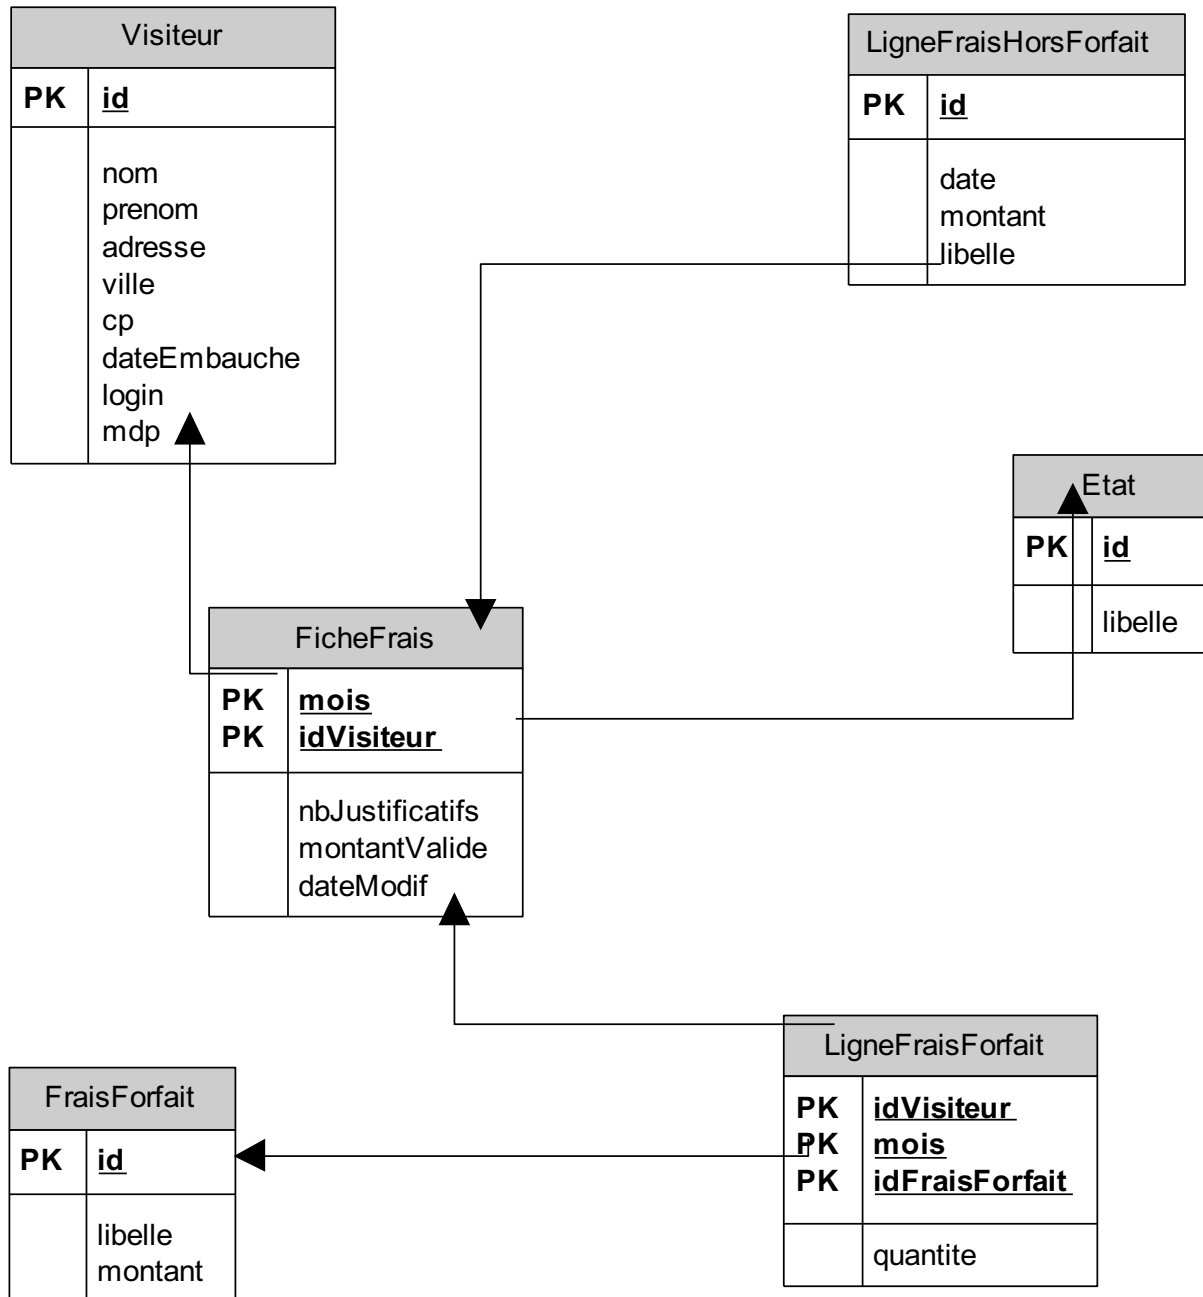 Visiteur
PK id
nom
prenom
adresse
ville
cp
dateEmbauche
login
mdp
LigneFraisHorsForfait
PK id
date
montant
libelle
Etat
PK id
libelle
FicheFrais
PK mois
PK idVisiteur
nbJustificatifs
montantValide
dateModif
LigneFraisForfait
PK idVisiteur
PK mois
PK idFraisForfait
quantite
FraisForfait
PK id
libelle
montant